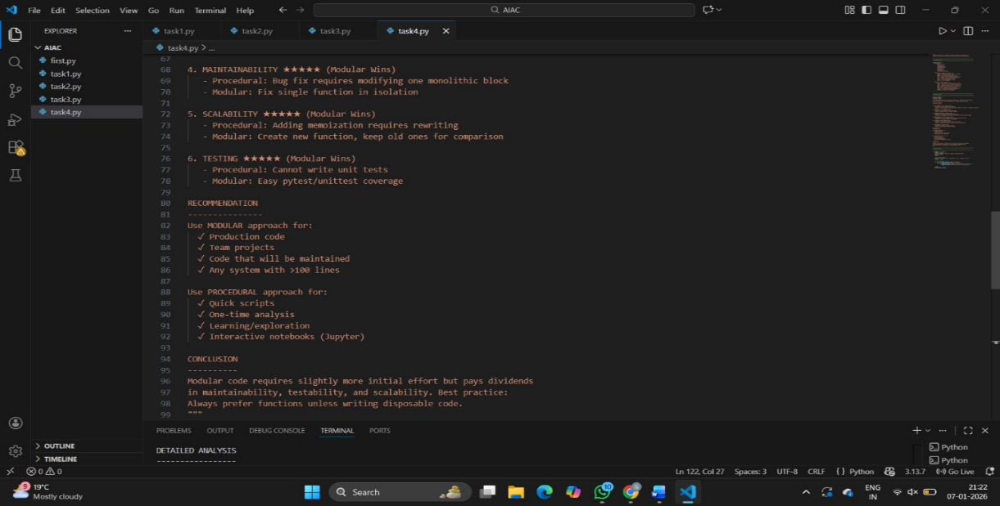 File Edit Selection View Go Run Terminal Help
AIAC
EXPLORER
AIAC
first.py
task1.py
task2.py
task3.py
task4.py
OUTLINE
TIMELINE
task1.py task2.py task3.py task4.py
task4.py > ...
67
68 4. MAINTAINABILITY ★★★★★ (Modular Wins)
69 - Procedural: Bug fix requires modifying one monolithic block
70 - Modular: Fix single function in isolation
71
72 5. SCALABILITY ★★★★★ (Modular Wins)
73 - Procedural: Adding memoization requires rewriting
74 - Modular: Create new function, keep old ones for comparison
75
76 6. TESTING ★★★★★ (Modular Wins)
77 - Procedural: Cannot write unit tests
78 - Modular: Easy pytest/unittest coverage
79
80 RECOMMENDATION
81 ---------------
82 Use MODULAR approach for:
83 ✓ Production code
84 ✓ Team projects
85 ✓ Code that will be maintained
86 ✓ Any system with >100 lines
87
88 Use PROCEDURAL approach for:
89 ✓ Quick scripts
90 ✓ One-time analysis
91 ✓ Learning/exploration
92 ✓ Interactive notebooks (Jupyter)
93
94 CONCLUSION
95 ----------
96 Modular code requires slightly more initial effort but pays dividends
97 in maintainability, testability, and scalability. Best practice:
98 Always prefer functions unless writing disposable code.
99 """
PROBLEMS OUTPUT DEBUG CONSOLE TERMINAL PORTS
DETAILED ANALYSIS
-----------------
Python
Python
0 0
Ln 122, Col 27 Spaces: 3 UTF-8 CRLF { } Python 3.13.7 Go Live
9
19°C
Mostly cloudy
Search
10
ENG
IN
21:22
07-01-2026